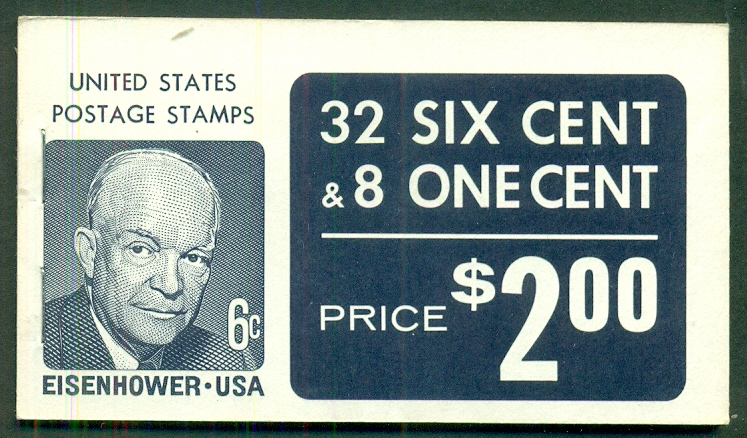 UNITED STATES
POSTAGE STAMPS
6c
EISENHOWER·USA
32 SIX CENT
& 8 ONE CENT
PRICE $2.00